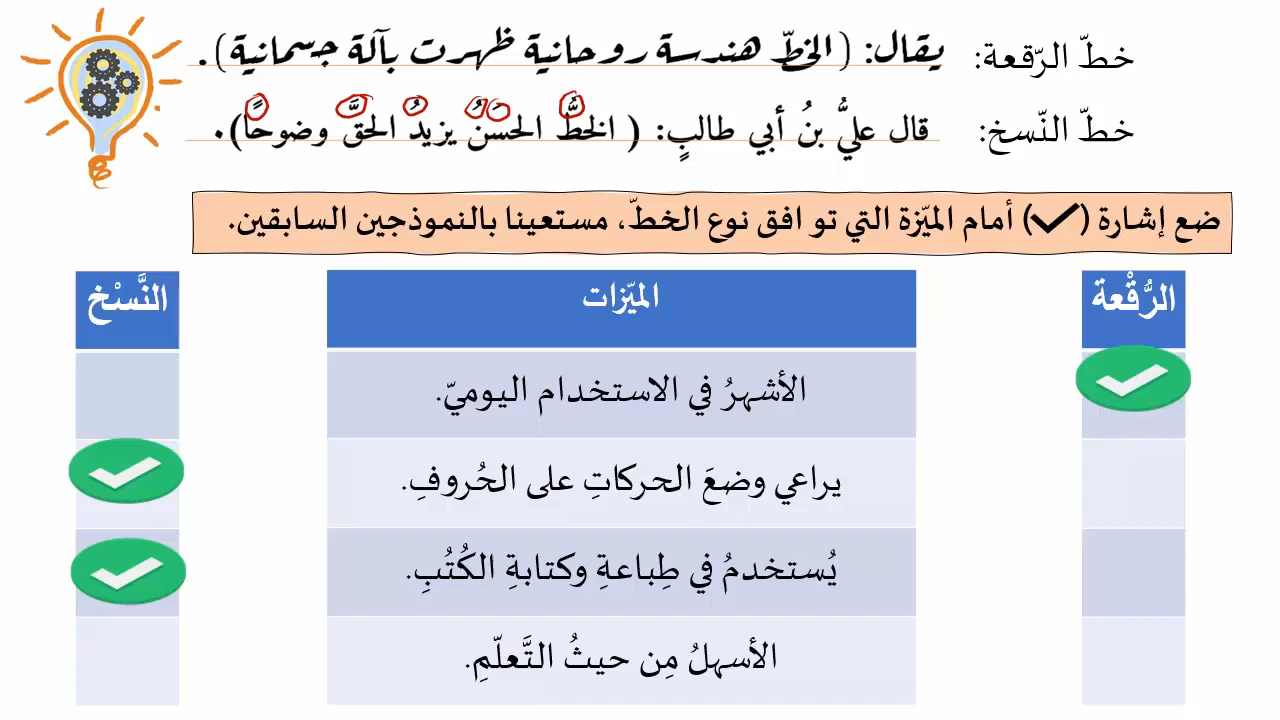 خطّ الرّقعة: يقال: (الخطّ هندسة روحانية ظهرت بآلة جسمانية).
خطّ النّسخ: قال عليُّ بنُ أبي طالبٍ: (الخطُّ الحسَنُ يزيدُ الحقَّ وضوحًا).
ضع إشارة (✓) أمام الميّزة التي توافق نوع الخطّ، مستعينا بالنموذجين السابقين.
الرُّقْعة الميّزات النَّسْخ
الأشهرُ في الاستخدام اليوميّ.
يراعي وضعَ الحركاتِ على الحُروفِ.
يُستخدمُ في طِباعةِ وكتابةِ الكُتُبِ.
الأسهلُ مِن حيثُ التَّعلّمِ.